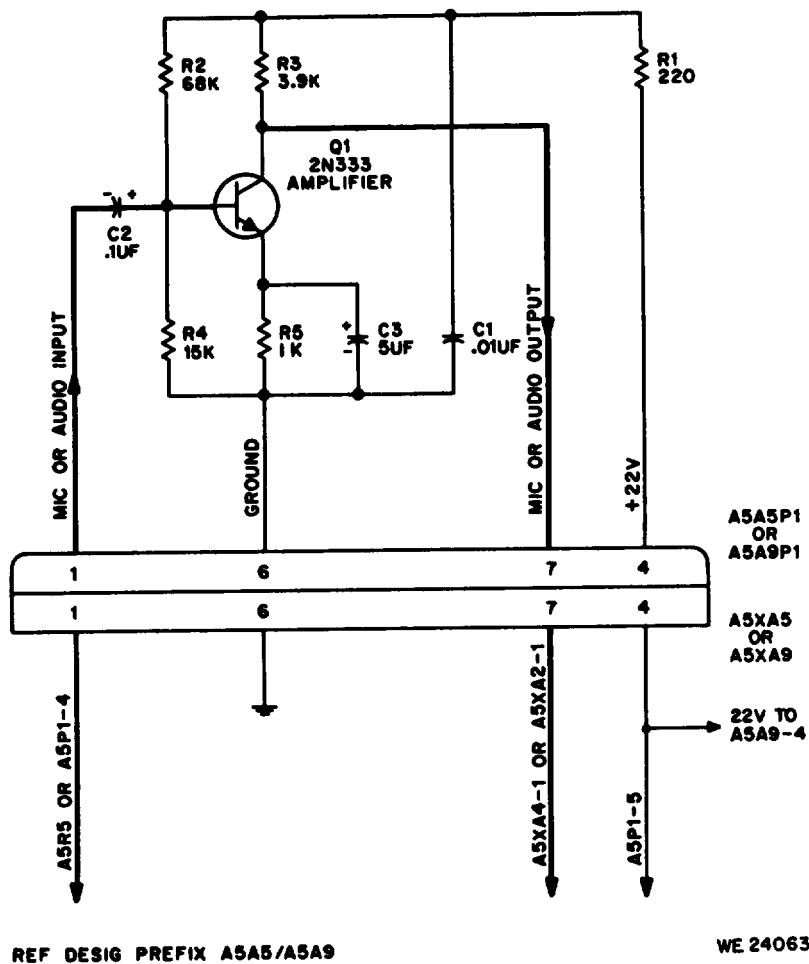 R2
68K
R3
3.9K
R1
220
Q1
2N333
AMPLIFIER
- +
C2
.1UF
R4
15K
R5
1K
+
-
C3
5UF
C1
.01UF
MIC OR AUDIO INPUT
GROUND
MIC OR AUDIO OUTPUT
+22V
A5A5P1
OR
A5A9P1
1 6 7 4
1 6 7 4
A5XA5
OR
A5XA9
22V TO
A5A9-4
A5R5 OR A5P1-4
A5XA4-1 OR A5XA2-1
A5P1-5
REF DESIG PREFIX A5A5/A5A9
WE 24063